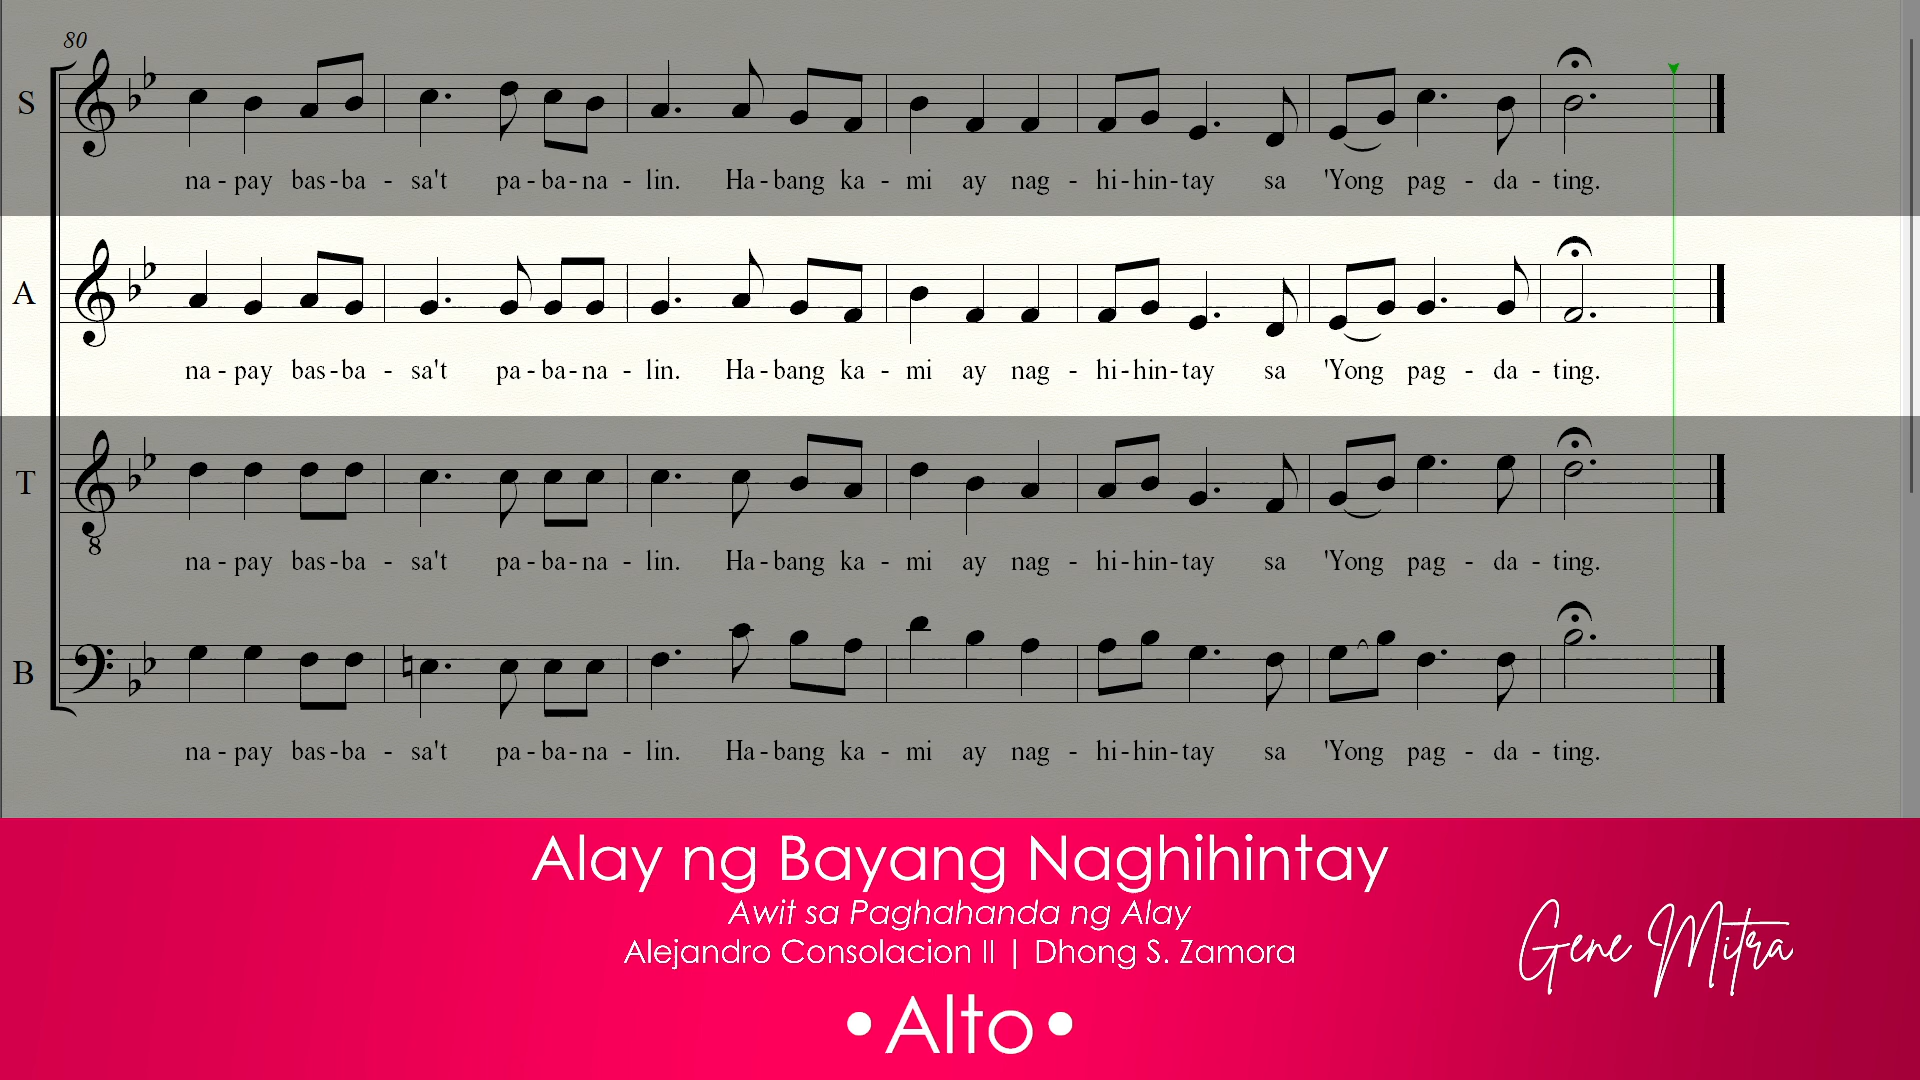 80
S
na - pay bas - ba - sa't pa - ba - na - lin. Ha - bang ka - mi ay nag - hi - hin - tay sa 'Yong pag - da - ting.
A
na - pay bas - ba - sa't pa - ba - na - lin. Ha - bang ka - mi ay nag - hi - hin - tay sa 'Yong pag - da - ting.
T
8
na - pay bas - ba - sa't pa - ba - na - lin. Ha - bang ka - mi ay nag - hi - hin - tay sa 'Yong pag - da - ting.
B
na - pay bas - ba - sa't pa - ba - na - lin. Ha - bang ka - mi ay nag - hi - hin - tay sa 'Yong pag - da - ting.
Alay ng Bayang Naghihintay
Awit sa Paghahanda ng Alay
Alejandro Consolacion II | Dhong S. Zamora
Gene Mitra
•Alto•